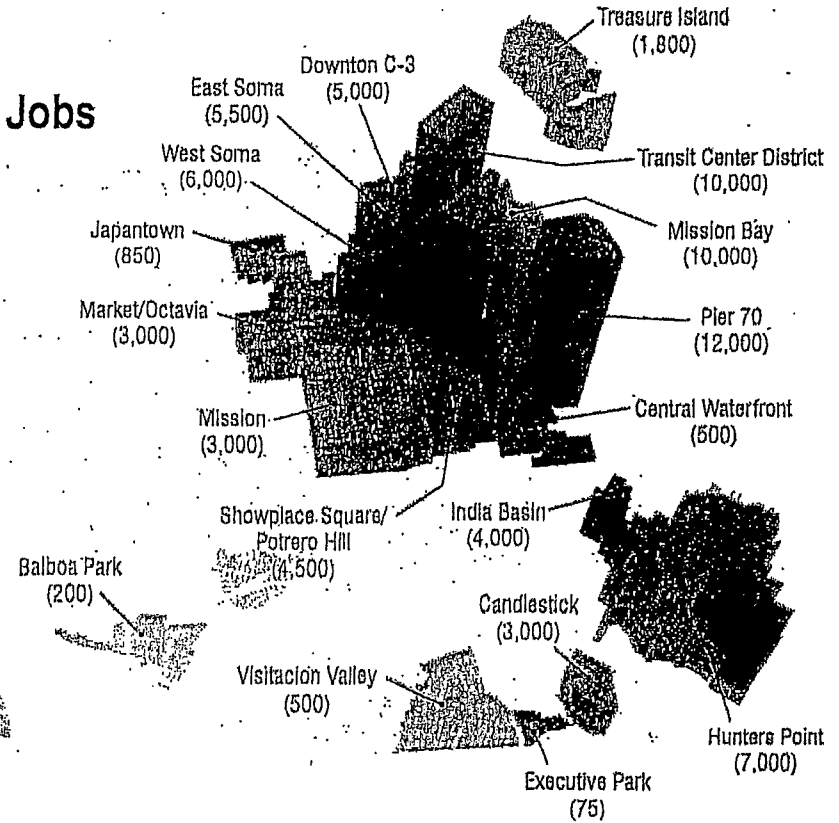 Jobs
Treasure Island
(1,800)
Downton C-3
(5,000)
East Soma
(5,500)
West Soma
(6,000)
Transit Center District
(10,000)
Japantown
(850)
Mission Bay
(10,000)
Market/Octavia
(3,000)
Pier 70
(12,000)
Mission
(3,000)
Central Waterfront
(500)
Showplace Square/
Potrero Hill
(4,500)
India Basin
(4,000)
Balboa Park
(200)
Candlestick
(3,000)
Visitacion Valley
(500)
Hunters Point
(7,000)
Executive Park
(75)